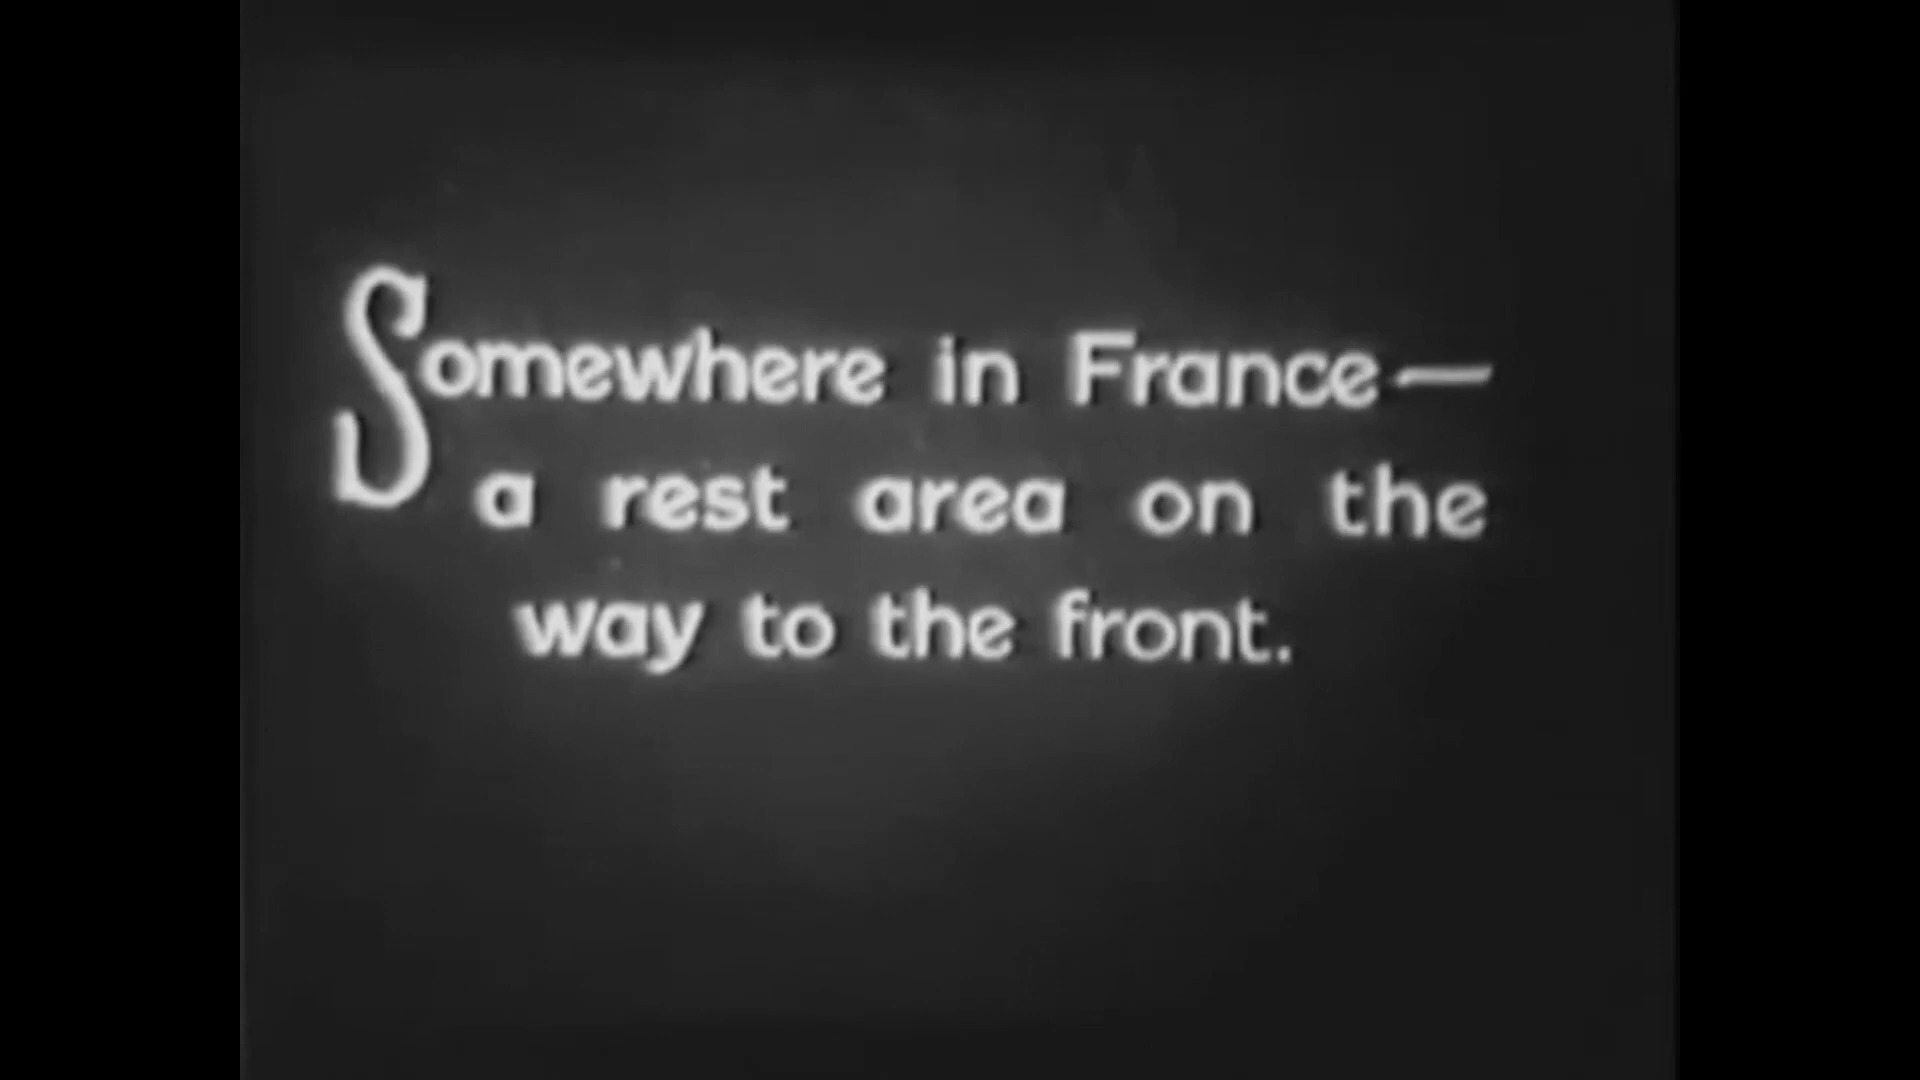 Somewhere in France—
a rest area on the
way to the front.